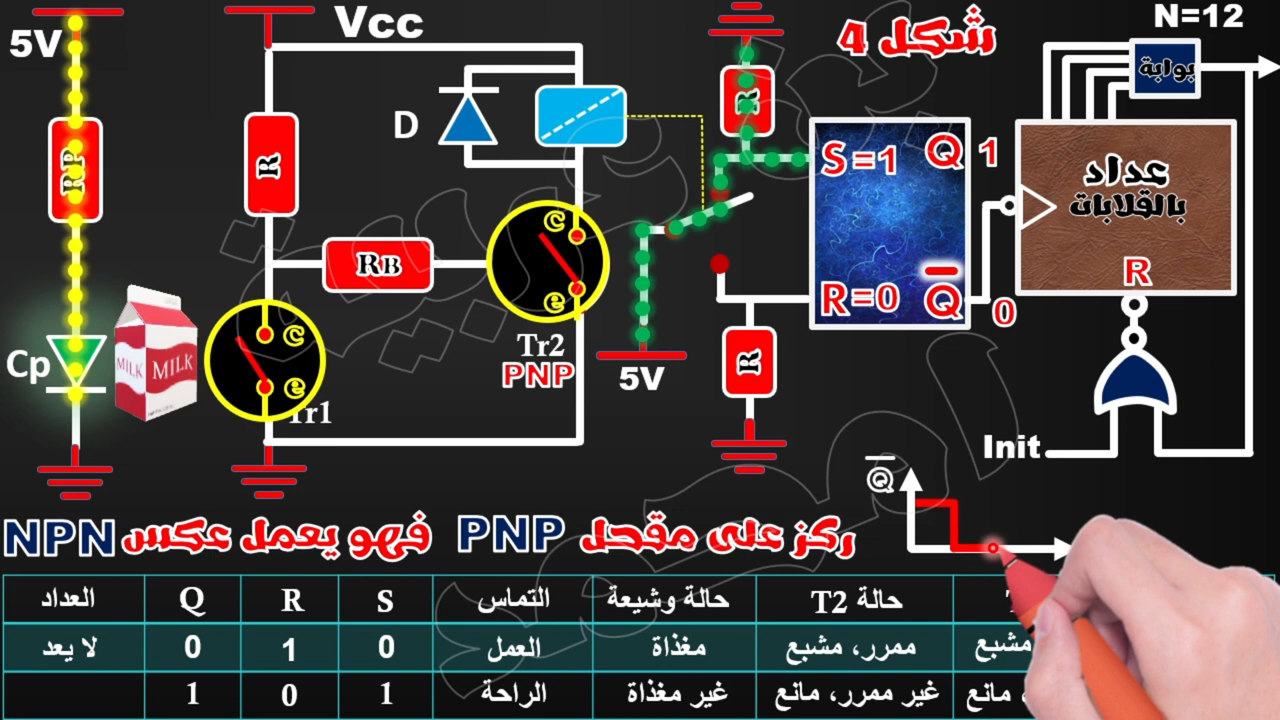 5V
Vcc
شكل 4
N=12
بوابة
RP
R
D
R
S=1
Q
1
عداد
بالقلابات
RB
C
e
Tr2
PNP
5V
R=0
Q
0
R
R
Cp
MILK
MILK
C
e
Tr1
Init
Q
ركز على مقحل PNP فهو يعمل عكس NPN
حالة T2
حالة وشيعة
التماس
S
R
Q
العداد
مشبع
ممرر، مشبع
مغذاة
العمل
0
1
0
لا يعد
، مانع
غير ممرر، مانع
غير مغذاة
الراحة
1
0
1